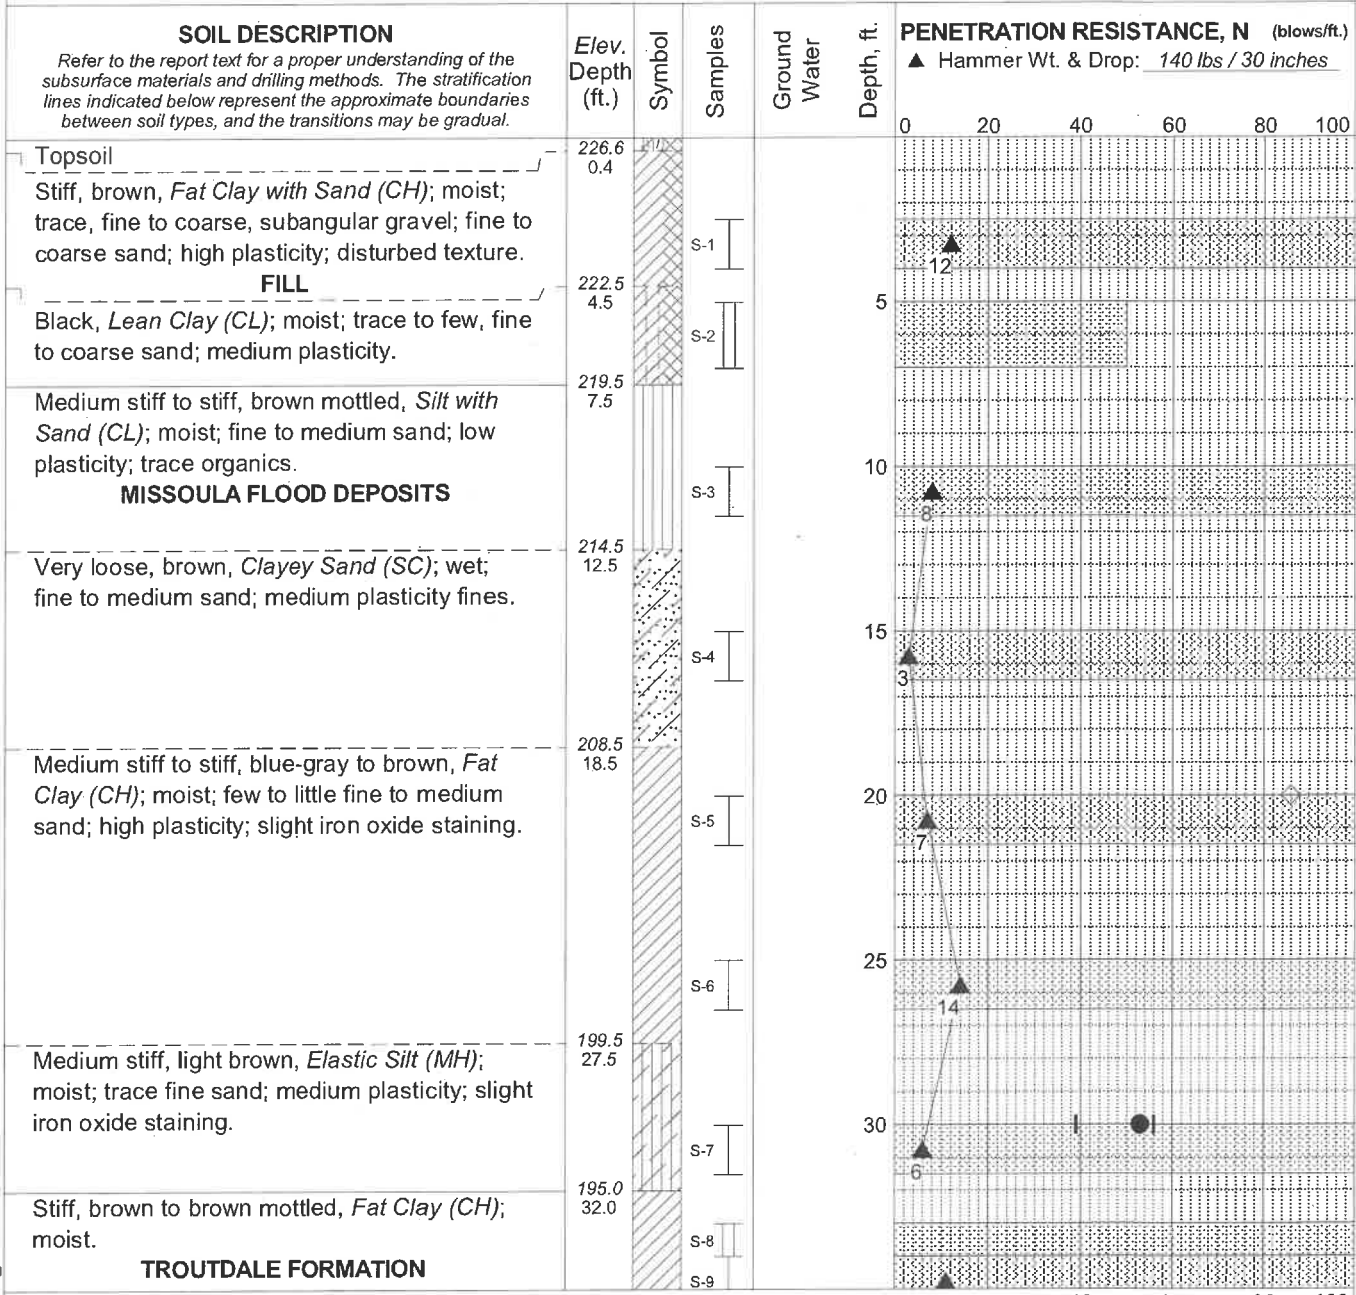 SOIL DESCRIPTION
Refer to the report text for a proper understanding of the
subsurface materials and drilling methods. The stratification
lines indicated below represent the approximate boundaries
between soil types, and the transitions may be gradual.
Elev.
Depth
(ft.)
Symbol
Samples
Ground
Water
Depth, ft.
PENETRATION RESISTANCE, N (blows/ft.)
▲ Hammer Wt. & Drop: 140 lbs / 30 inches
0 20 40 60 80 100
Topsoil
226.6
0.4
Stiff, brown, Fat Clay with Sand (CH); moist;
trace, fine to coarse, subangular gravel; fine to
coarse sand; high plasticity; disturbed texture.
FILL
S-1
12
222.5
4.5
5
Black, Lean Clay (CL); moist; trace to few, fine
to coarse sand; medium plasticity.
S-2
219.5
7.5
Medium stiff to stiff, brown mottled, Silt with
Sand (CL); moist; fine to medium sand; low
plasticity; trace organics.
MISSOULA FLOOD DEPOSITS
10
S-3
8
214.5
12.5
Very loose, brown, Clayey Sand (SC); wet;
fine to medium sand; medium plasticity fines.
15
S-4
3
208.5
18.5
Medium stiff to stiff, blue-gray to brown, Fat
Clay (CH); moist; few to little fine to medium
sand; high plasticity; slight iron oxide staining.
20
S-5
7
25
S-6
14
199.5
27.5
Medium stiff, light brown, Elastic Silt (MH);
moist; trace fine sand; medium plasticity; slight
iron oxide staining.
30
S-7
6
195.0
32.0
Stiff, brown to brown mottled, Fat Clay (CH);
moist.
TROUTDALE FORMATION
S-8
S-9